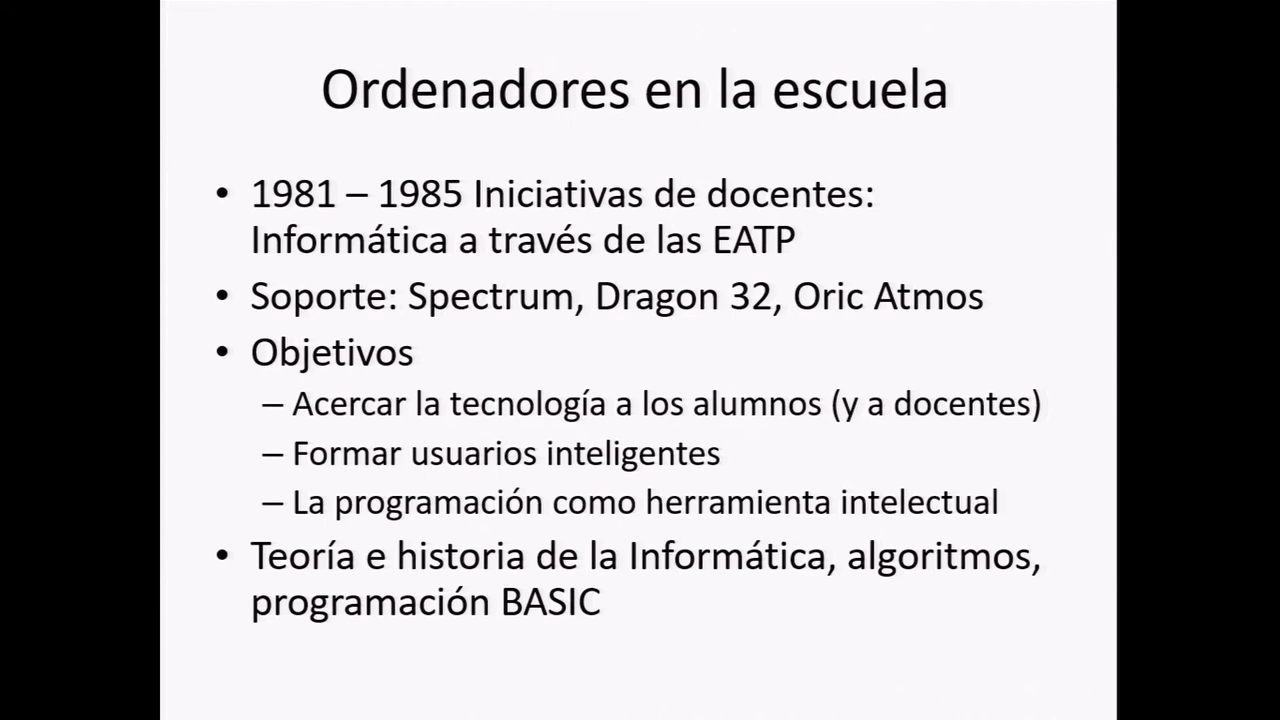 Ordenadores en la escuela
• 1981 – 1985 Iniciativas de docentes:
Informática a través de las EATP
• Soporte: Spectrum, Dragon 32, Oric Atmos
• Objetivos
– Acercar la tecnología a los alumnos (y a docentes)
– Formar usuarios inteligentes
– La programación como herramienta intelectual
• Teoría e historia de la Informática, algoritmos,
programación BASIC